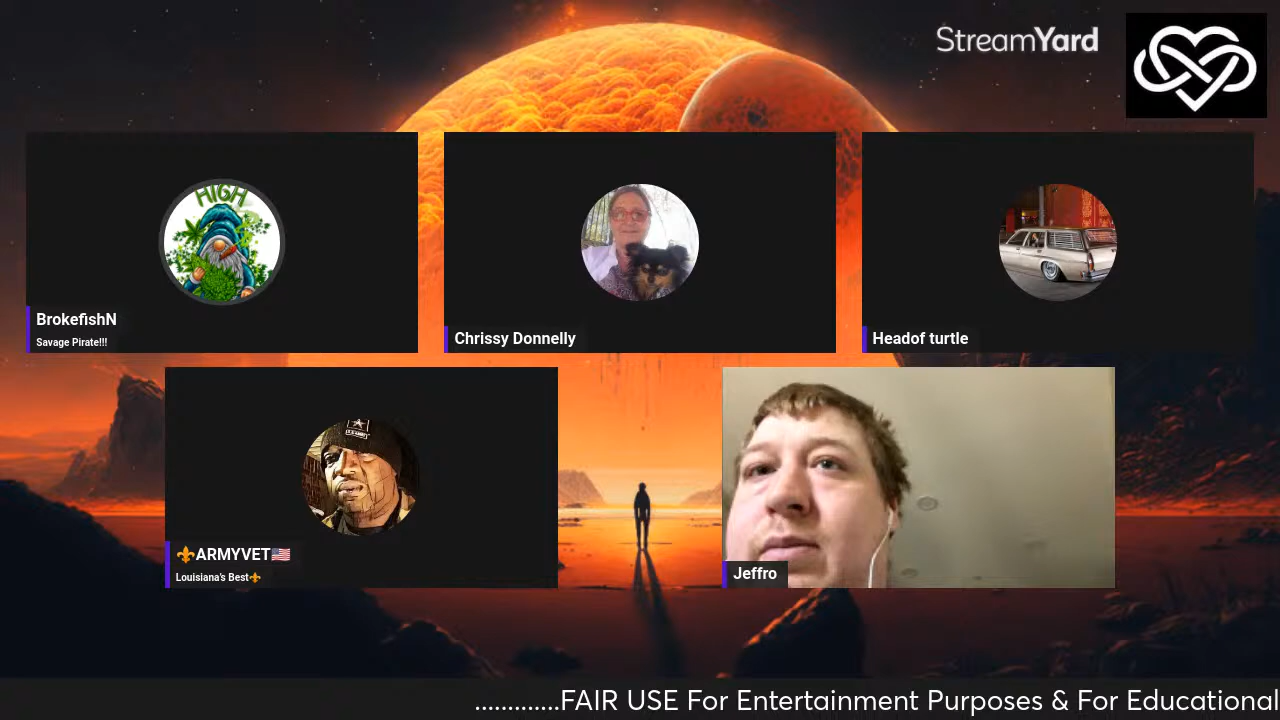 StreamYard
HIGH
BrokefishN
Savage Pirate!!!
Chrissy Donnelly
Headof turtle
⚜️ARMYVET🇺🇸
Louisiana's Best⚜️
Jeffro
.............FAIR USE For Entertainment Purposes & For Educational